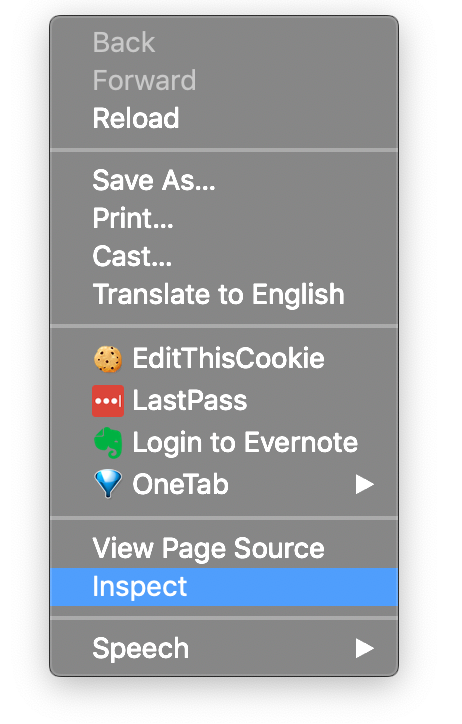 Back
Forward
Reload
Save As...
Print...
Cast...
Translate to English
EditThisCookie
LastPass
Login to Evernote
OneTab
View Page Source
Inspect
Speech